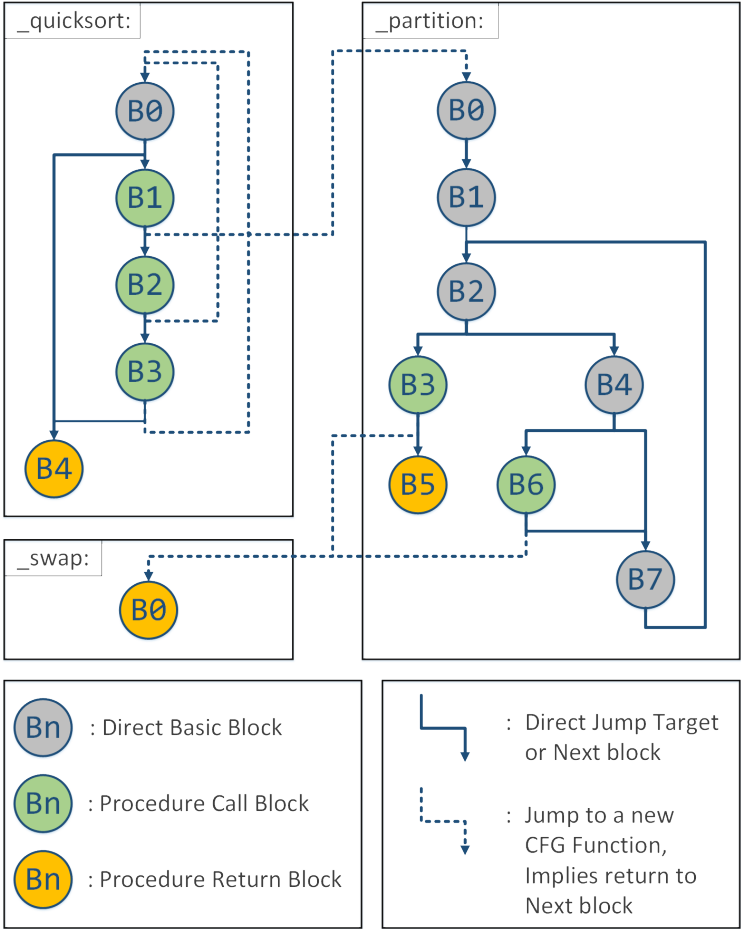 _quicksort:
B0
B1
B2
B3
B4
_partition:
B0
B1
B2
B3
B4
B5
B6
B7
_swap:
B0
Bn : Direct Basic Block
Bn : Procedure Call Block
Bn : Procedure Return Block
: Direct Jump Target
or Next block
: Jump to a new
CFG Function,
Implies return to
Next block